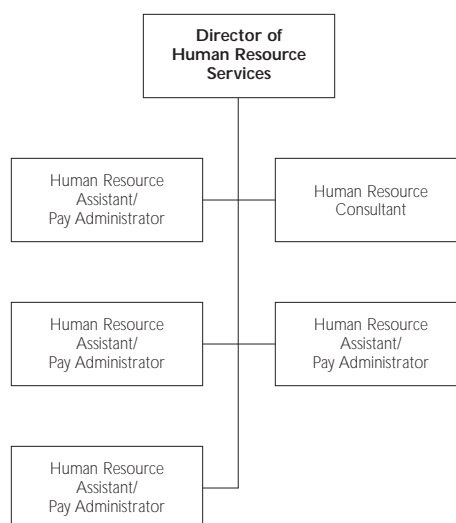 Director of
Human Resource
Services
Human Resource
Assistant/
Pay Administrator
Human Resource
Consultant
Human Resource
Assistant/
Pay Administrator
Human Resource
Assistant/
Pay Administrator
Human Resource
Assistant/
Pay Administrator